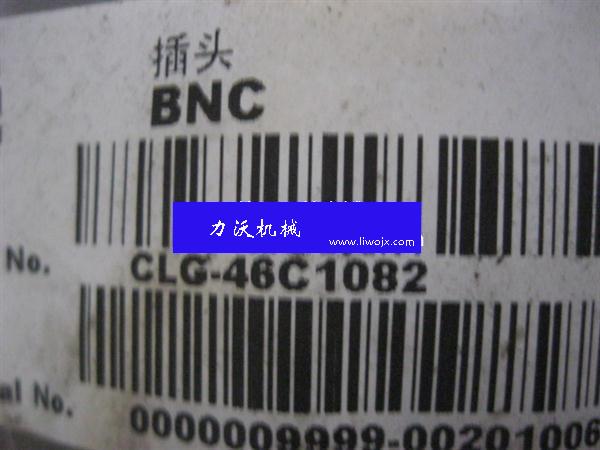 插头
BNC
力沃机械
www.liwojx.com
No.
CLG-46C1082
al No.
0000009999-00201006